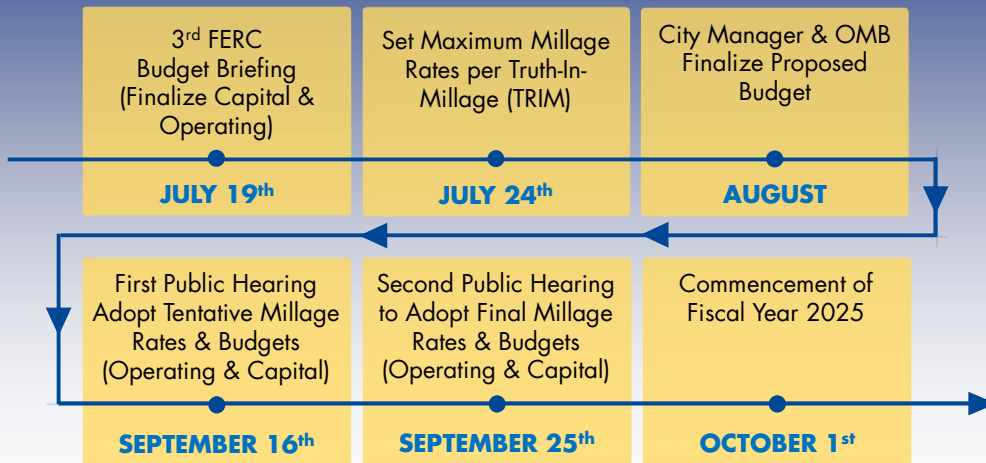 3rd FERC
Budget Briefing
(Finalize Capital &
Operating)
JULY 19th
Set Maximum Millage
Rates per Truth-In-
Millage (TRIM)
JULY 24th
City Manager & OMB
Finalize Proposed
Budget
AUGUST
First Public Hearing
Adopt Tentative Millage
Rates & Budgets
(Operating & Capital)
SEPTEMBER 16th
Second Public Hearing
to Adopt Final Millage
Rates & Budgets
(Operating & Capital)
SEPTEMBER 25th
Commencement of
Fiscal Year 2025
OCTOBER 1st